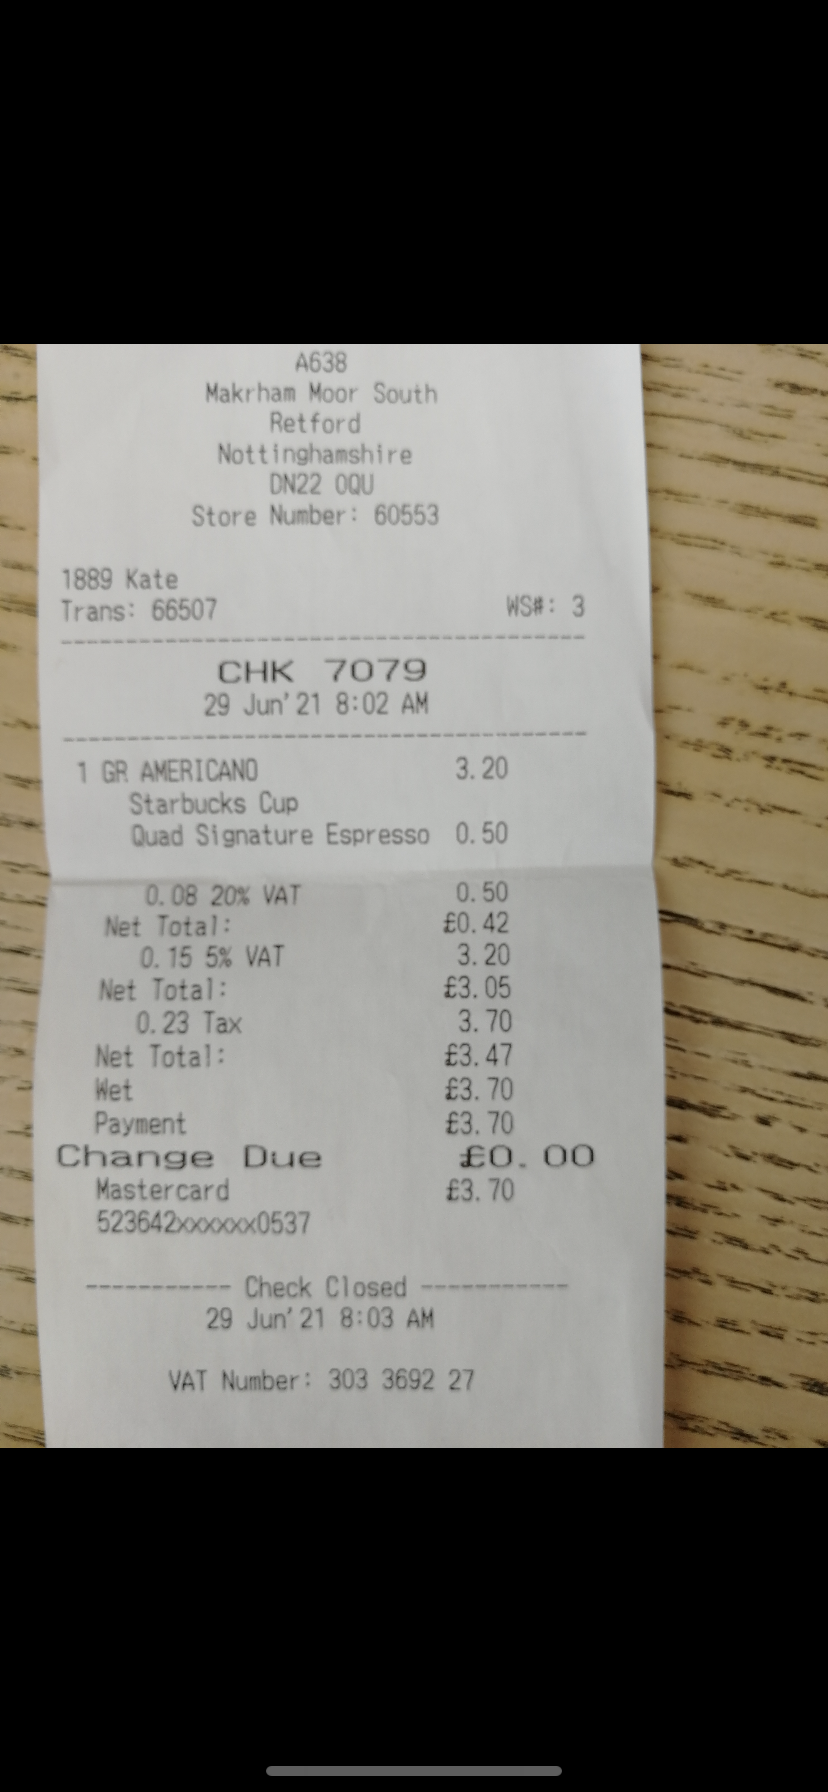 A638
Makrham Moor South
Retford
Nottinghamshire
DN22 0QU
Store Number: 60553
1889 Kate
Trans: 66507 WS#: 3
----------------------------------------
CHK 7079
29 Jun'21 8:02 AM
----------------------------------------
1 GR AMERICANO 3.20
Starbucks Cup
Quad Signature Espresso 0.50
0.08 20% VAT 0.50
Net Total: £0.42
0.15 5% VAT 3.20
Net Total: £3.05
0.23 Tax 3.70
Net Total: £3.47
Wet £3.70
Payment £3.70
Change Due £0.00
Mastercard £3.70
523642xxxxxx0537
----------- Check Closed -----------
29 Jun'21 8:03 AM
VAT Number: 303 3692 27